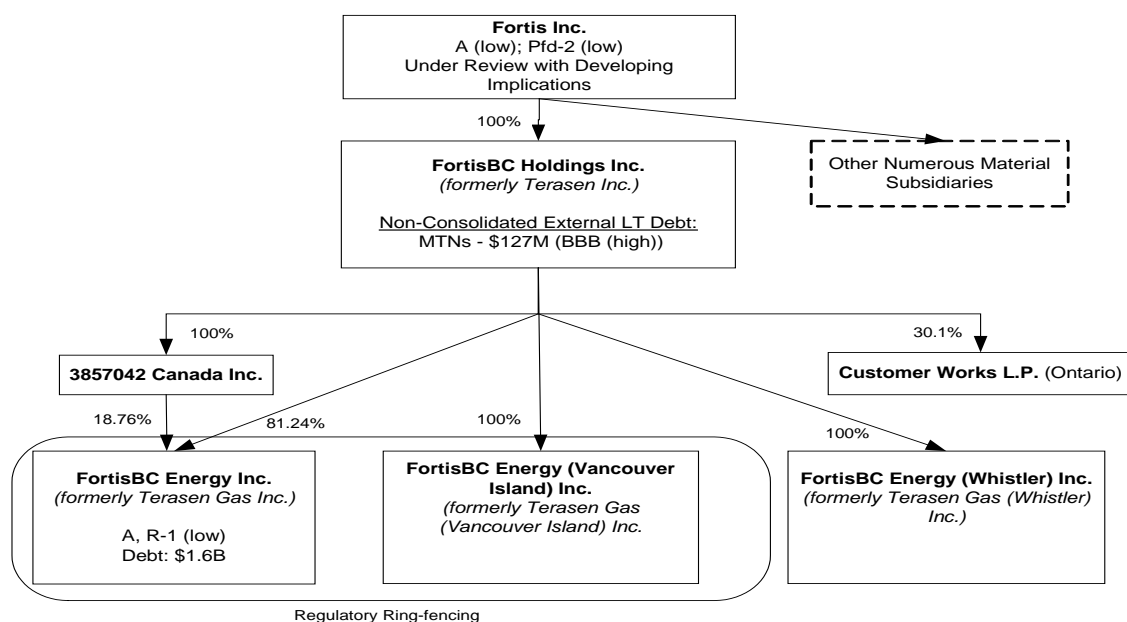 Fortis Inc.
A (low); Pfd-2 (low)
Under Review with Developing
Implications
100%
FortisBC Holdings Inc.
(formerly Terasen Inc.)
Non-Consolidated External LT Debt:
MTNs - $127M (BBB (high))
Other Numerous Material
Subsidiaries
100%
30.1%
3857042 Canada Inc.
Customer Works L.P. (Ontario)
18.76%
81.24%
100%
100%
FortisBC Energy Inc.
(formerly Terasen Gas Inc.)
A, R-1 (low)
Debt: $1.6B
FortisBC Energy (Vancouver
Island) Inc.
(formerly Terasen Gas
(Vancouver Island) Inc.
FortisBC Energy (Whistler) Inc.
(formerly Terasen Gas (Whistler)
Inc.)
Regulatory Ring-fencing